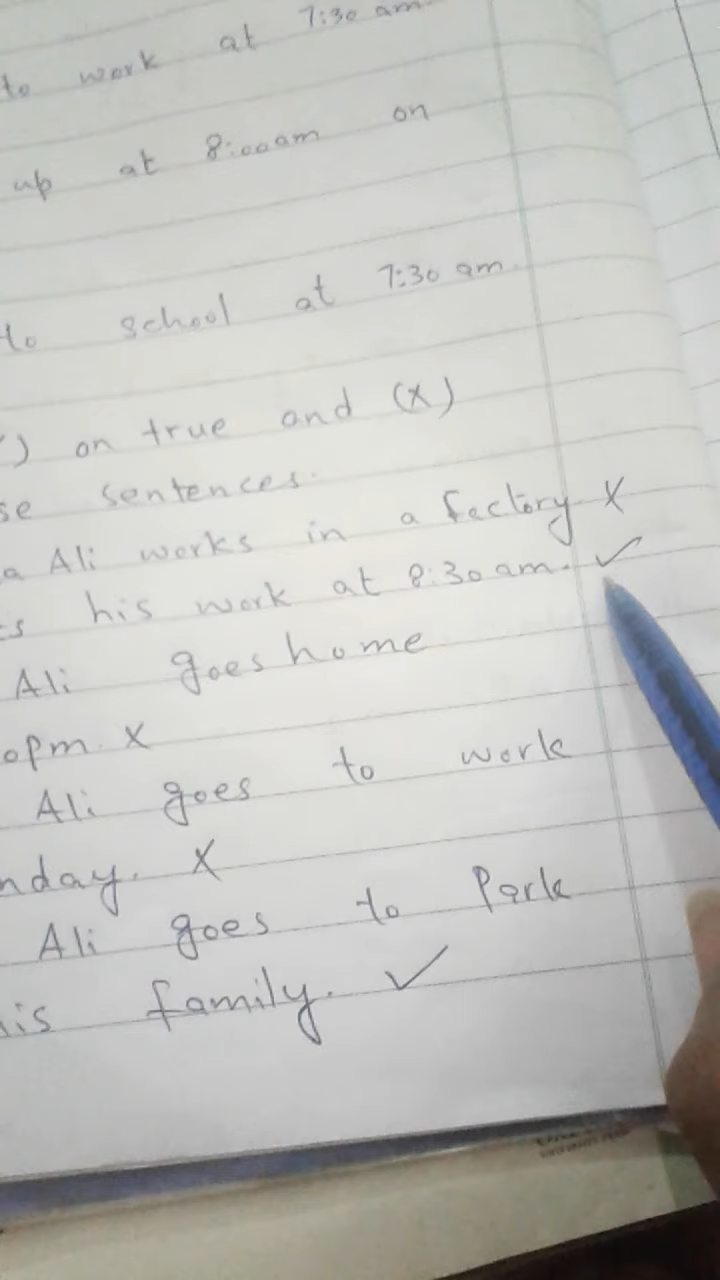 to work at 7:30 am
up at 8:00am on
to school at 7:30 am.
) on true and (X)
se sentences.
a Ali works in a factory X
s his work at 8:30 am. ✓
Ali goes home
opm. X
Ali goes to work
nday. X
Ali goes to Park
is family. ✓